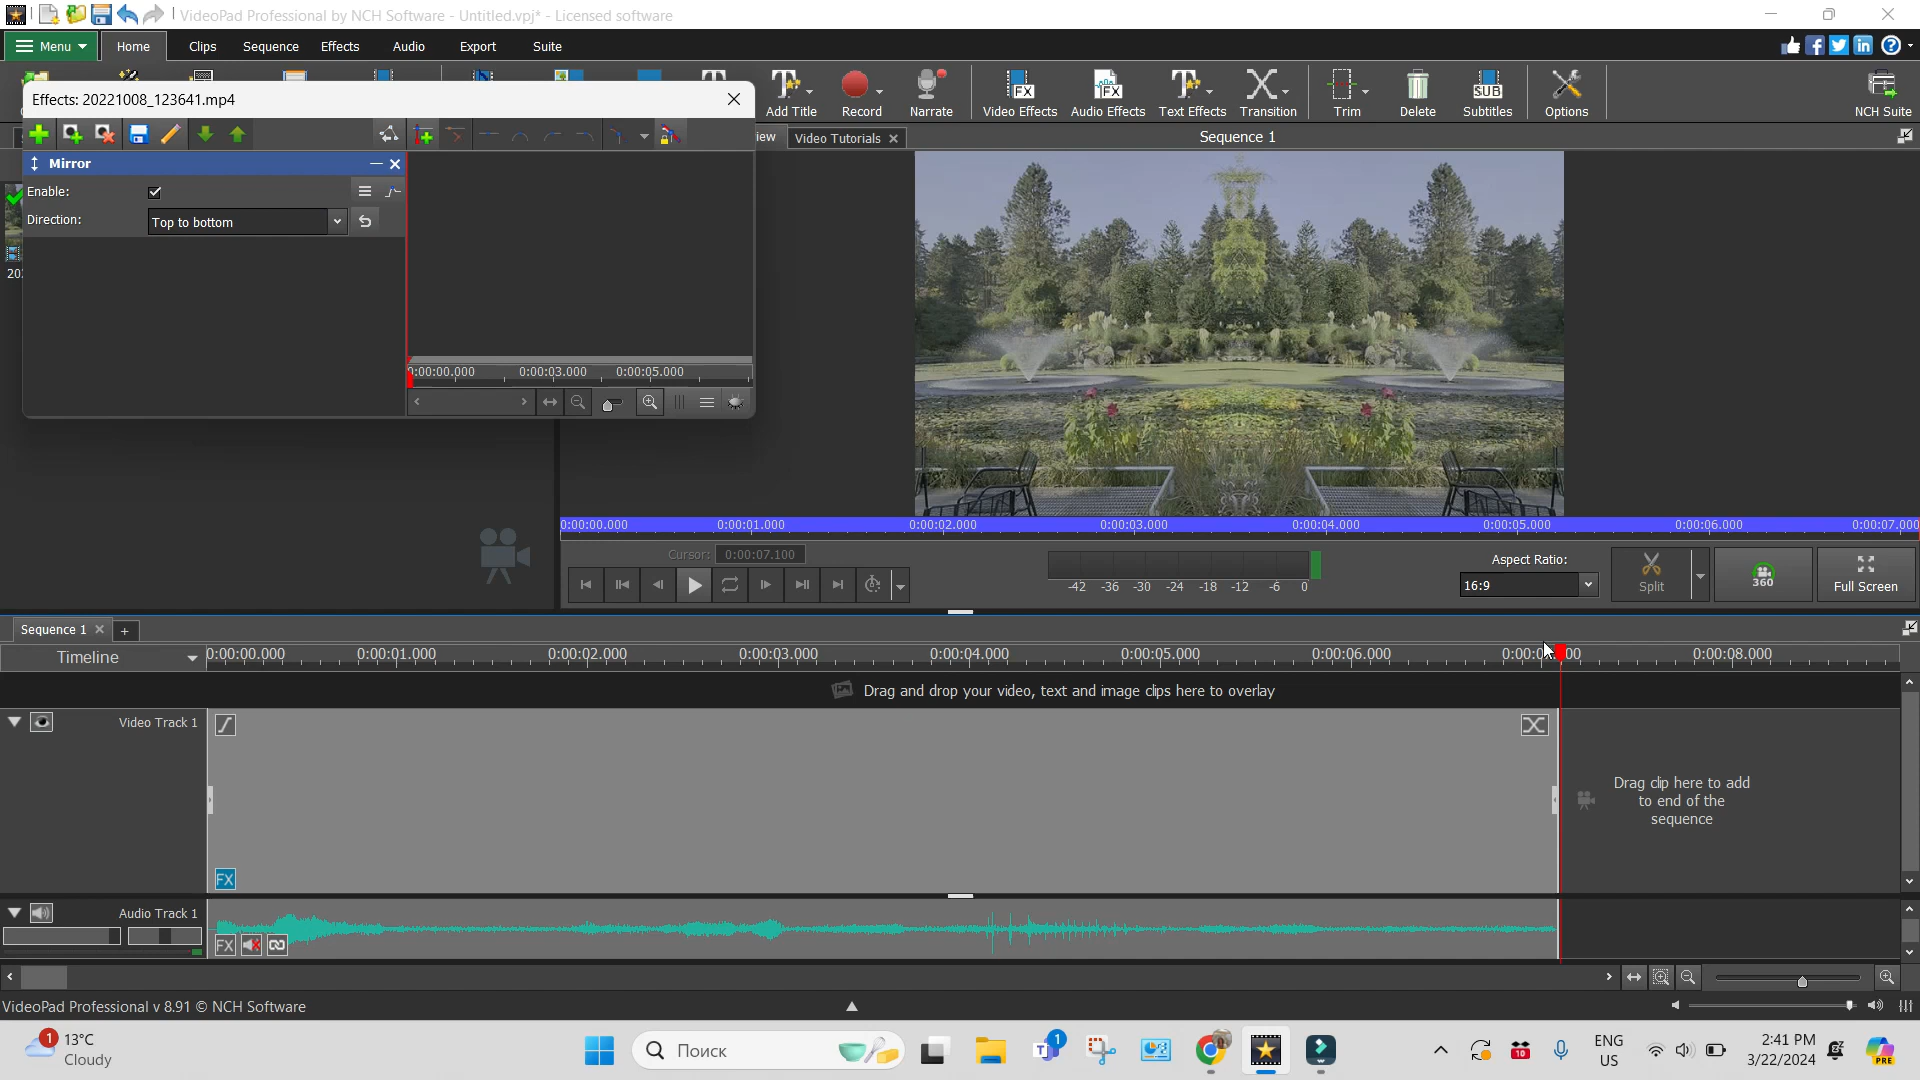 VideoPad Professional by NCH Software - Untitled.vpj* - Licensed software
Menu Home Clips Sequence Effects Audio Export Suite
Add Title Record Narrate Video Effects Audio Effects Text Effects Transition Trim Delete Subtitles Options NCH Suite
Effects: 20221008_123641.mp4
iew Video Tutorials Sequence 1
Mirror
Enable:
Direction: Top to bottom
202
0:00:00.000 0:00:03.000 0:00:05.000
0:00:00.000 0:00:01.000 0:00:02.000 0:00:03.000 0:00:04.000 0:00:05.000 0:00:06.000 0:00:07.000
Cursor: 0:00:07.100
-42 -36 -30 -24 -18 -12 -6 0
Aspect Ratio:
16:9
Split 360 Full Screen
Sequence 1
Timeline 0:00:00.000 0:00:01.000 0:00:02.000 0:00:03.000 0:00:04.000 0:00:05.000 0:00:06.000 0:00:08.000
Drag and drop your video, text and image clips here to overlay
Video Track 1
Drag clip here to add
to end of the
sequence
FX
Audio Track 1
FX
VideoPad Professional v 8.91 © NCH Software
1 13°C
Cloudy
Поиск
1
10
ENG
US
2:41 PM
3/22/2024
PRE